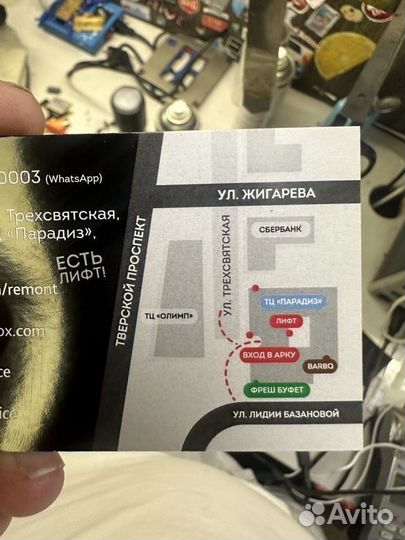 0003 (WhatsApp)
Трехсвятская,
«Парадиз»,
ЕСТЬ
ЛИФТ!
/remont
ox.com
ce
ice
ТВЕРСКОЙ ПРОСПЕКТ
УЛ. ЖИГАРЕВА
УЛ. ТРЕХСВЯТСКАЯ
СБЕРБАНК
ТЦ «ОЛИМП»
ТЦ «ПАРАДИЗ»
ЛИФТ
ВХОД В АРКУ
BARBQ
ФРЕШ БУФЕТ
УЛ. ЛИДИИ БАЗАНОВОЙ
Avito